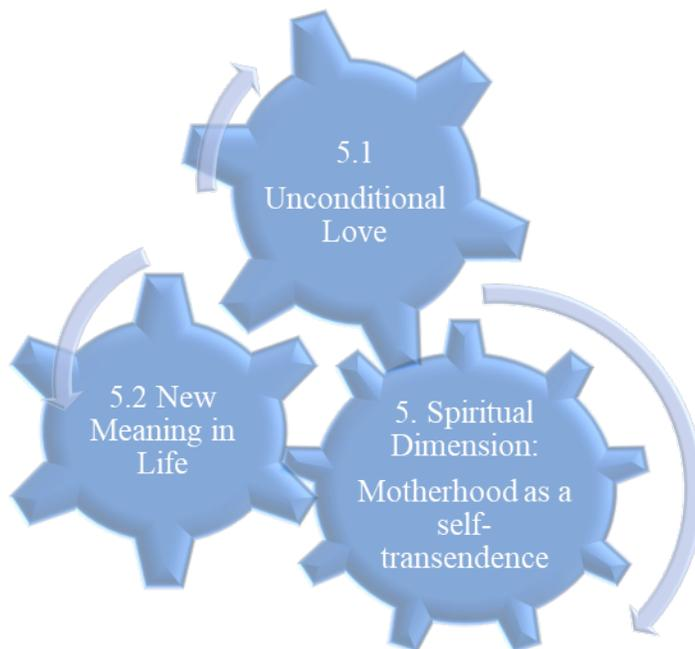 5.1
Unconditional
Love
5.2 New
Meaning in
Life
5. Spiritual
Dimension:
Motherhood as a
self-
transendence